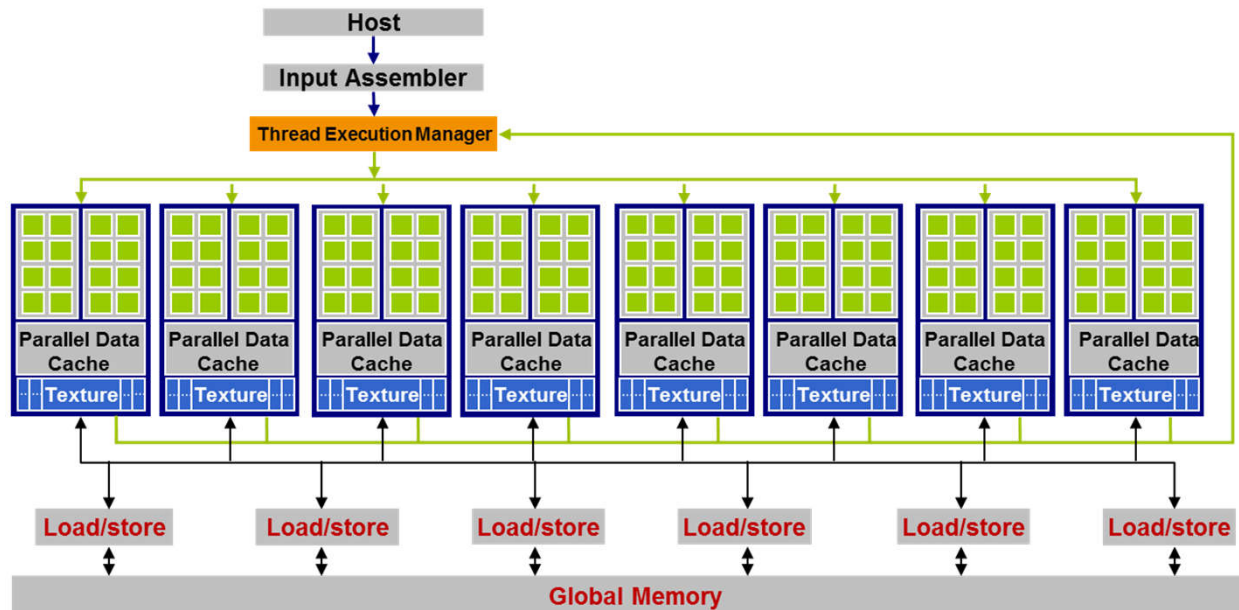 Host
Input Assembler
Thread Execution Manager
Parallel Data
Cache
Parallel Data
Cache
Parallel Data
Cache
Parallel Data
Cache
Parallel Data
Cache
Parallel Data
Cache
Parallel Data
Cache
Parallel Data
Cache
Texture
Texture
Texture
Texture
Texture
Texture
Texture
Texture
Load/store
Load/store
Load/store
Load/store
Load/store
Load/store
Global Memory